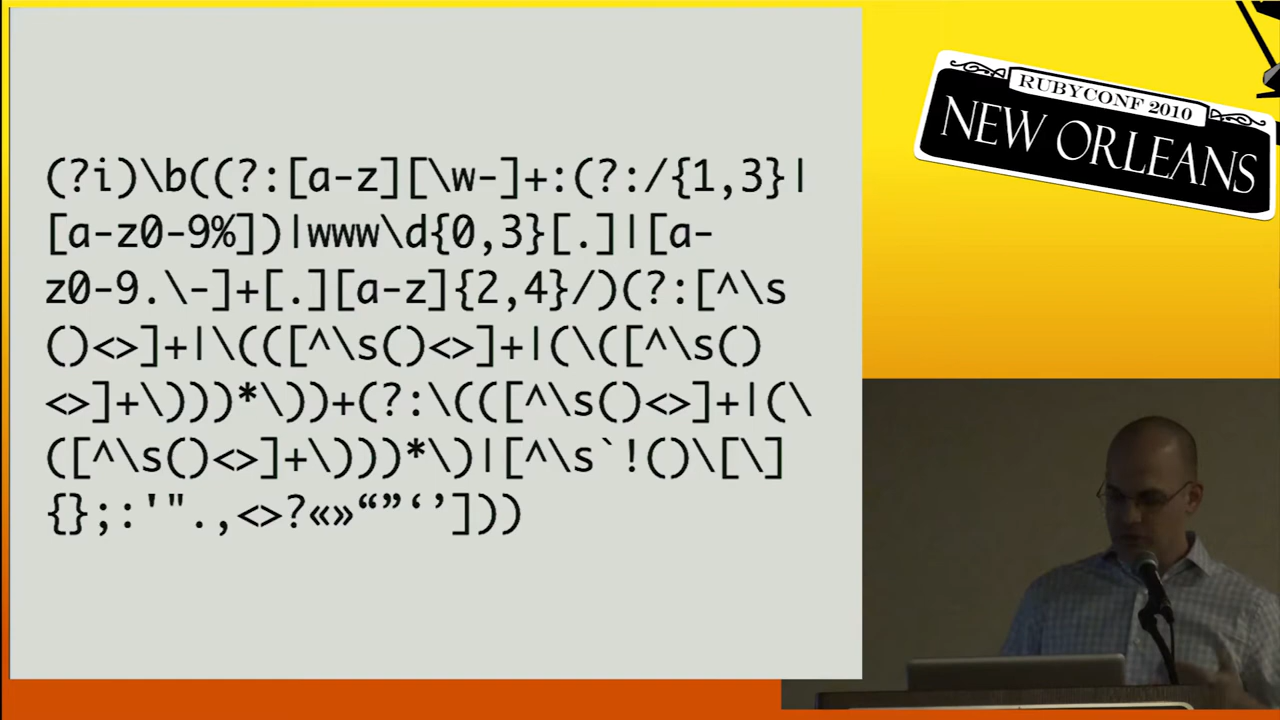 (?i)\b((?:[a-z][\w-]+:(?:/{1,3}|
[a-z0-9%])|www\d{0,3}[.]|[a-
z0-9.\-]+[.][a-z]{2,4}/)(?:[^\s
()<>]+|\(([^\s()<>]+|(\([^\s()
<>]+\)))*\))+(?:\(([^\s()<>]+|(\
([^\s()<>]+\)))*\)|[^\s`!()\[\]
{};:'".,<>?«»“”‘’]))
RUBYCONF 2010
NEW ORLEANS